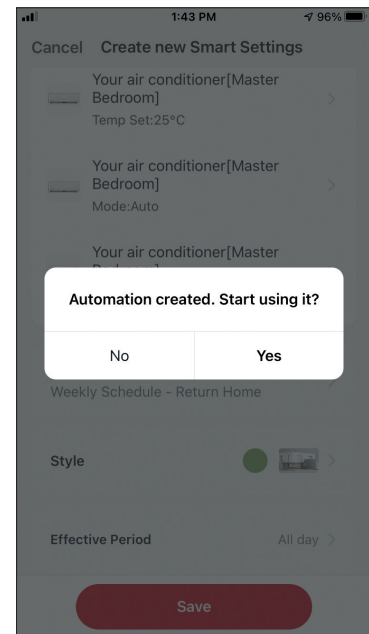 1:43 PM
96%
Cancel
Create new Smart Settings
Your air conditioner[Master
Bedroom]
Temp Set:25°C
Your air conditioner[Master
Bedroom]
Mode:Auto
Your air conditioner[Master
Automation created. Start using it?
No
Yes
Weekly Schedule - Return Home
Style
Effective Period
All day
Save